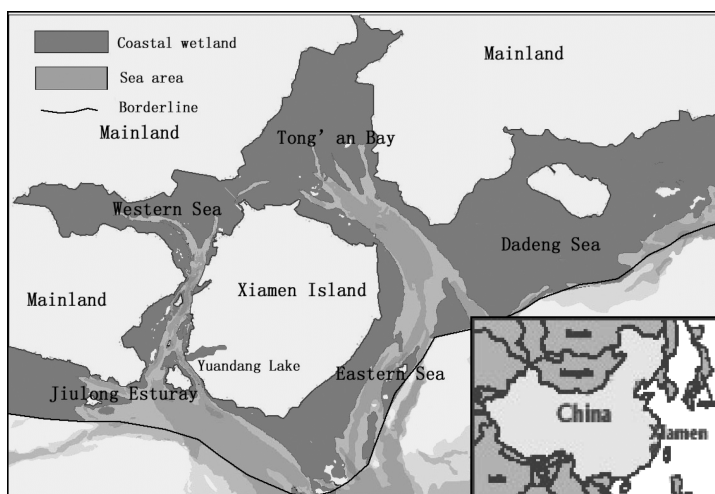 Coastal wetland
Sea area
Borderline
Mainland
Mainland
Tong' an Bay
Western Sea
Dadeng Sea
Mainland
Xiamen Island
Yuandang Lake
Eastern Sea
Jiulong Esturay
China
Xiamen